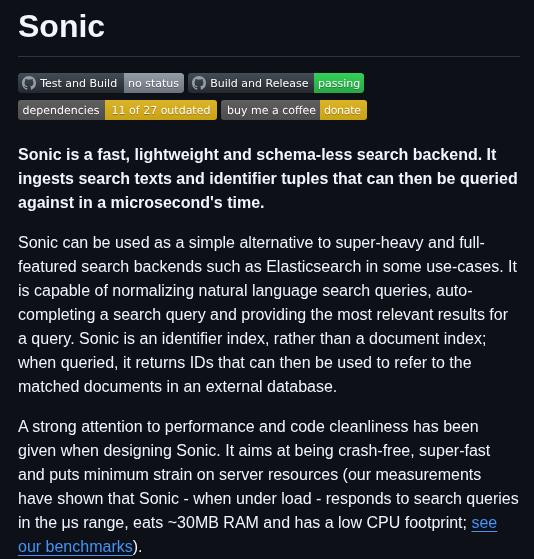 Sonic
Test and Build no status Build and Release passing
dependencies 11 of 27 outdated buy me a coffee donate
Sonic is a fast, lightweight and schema-less search backend. It
ingests search texts and identifier tuples that can then be queried
against in a microsecond's time.
Sonic can be used as a simple alternative to super-heavy and full-
featured search backends such as Elasticsearch in some use-cases. It
is capable of normalizing natural language search queries, auto-
completing a search query and providing the most relevant results for
a query. Sonic is an identifier index, rather than a document index;
when queried, it returns IDs that can then be used to refer to the
matched documents in an external database.
A strong attention to performance and code cleanliness has been
given when designing Sonic. It aims at being crash-free, super-fast
and puts minimum strain on server resources (our measurements
have shown that Sonic - when under load - responds to search queries
in the μs range, eats ~30MB RAM and has a low CPU footprint; see
our benchmarks).